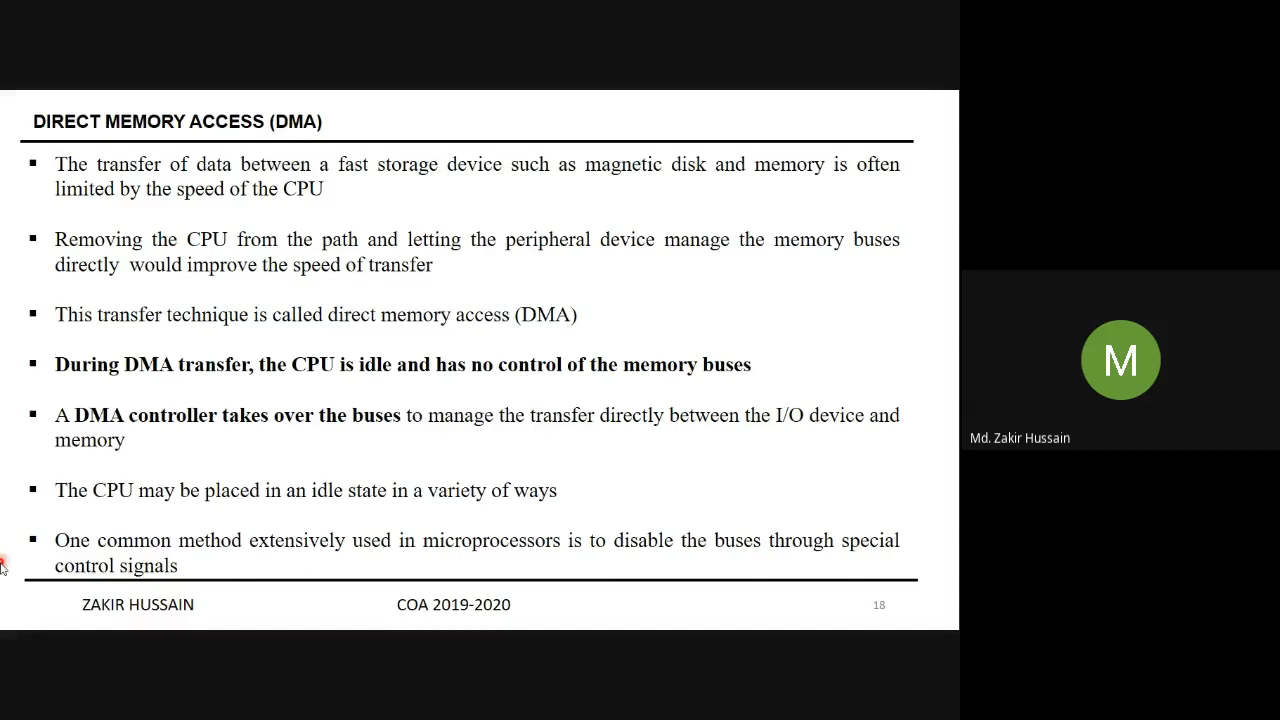 DIRECT MEMORY ACCESS (DMA)
▪ The transfer of data between a fast storage device such as magnetic disk and memory is often
limited by the speed of the CPU
▪ Removing the CPU from the path and letting the peripheral device manage the memory buses
directly would improve the speed of transfer
▪ This transfer technique is called direct memory access (DMA)
▪ During DMA transfer, the CPU is idle and has no control of the memory buses
▪ A DMA controller takes over the buses to manage the transfer directly between the I/O device and
memory
▪ The CPU may be placed in an idle state in a variety of ways
▪ One common method extensively used in microprocessors is to disable the buses through special
control signals
ZAKIR HUSSAIN COA 2019-2020 18
M
Md. Zakir Hussain